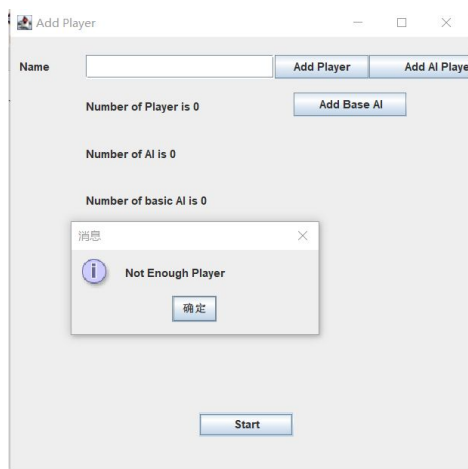 Add Player
Name Add Player Add AI Playe
Number of Player is 0 Add Base AI
Number of AI is 0
Number of basic AI is 0
消息
Not Enough Player
确定
Start